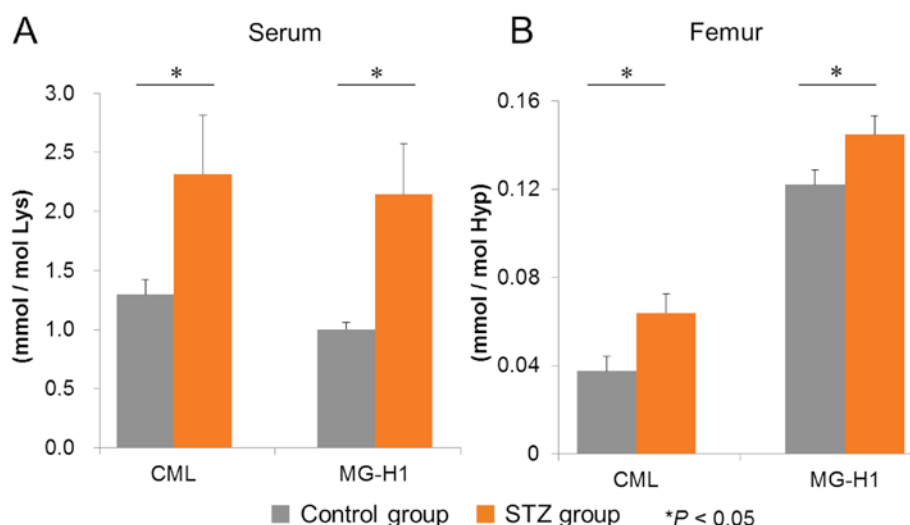 A
Serum
B
Femur
*
*
*
*
(mmol / mol Lys)
3.0
2.5
2.0
1.5
1.0
0.5
0.0
CML
MG-H1
(mmol / mol Hyp)
0.16
0.12
0.08
0.04
0
CML
MG-H1
Control group
STZ group
*P < 0.05